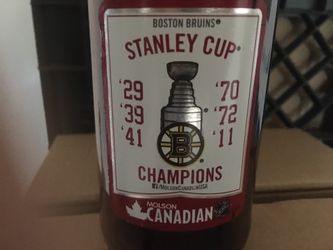 BOSTON BRUINS®
STANLEY CUP®
'29 '70
'39 '72
'41 '11
B
CHAMPIONS
/MOLSONCANADIANUSA
MOLSON
CANADIAN